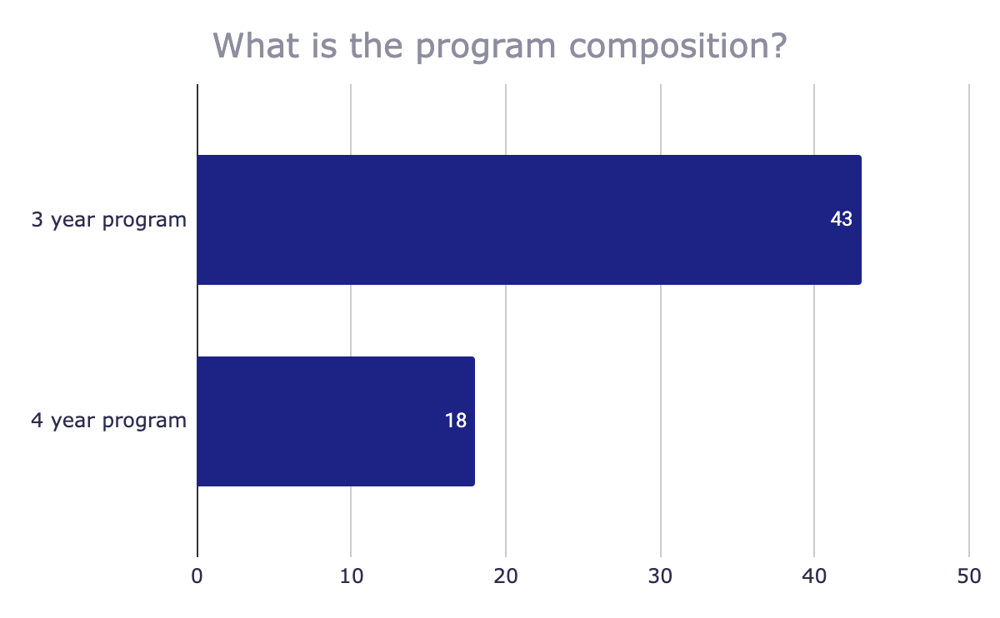 What is the program composition?
3 year program
43
4 year program
18
0 10 20 30 40 50